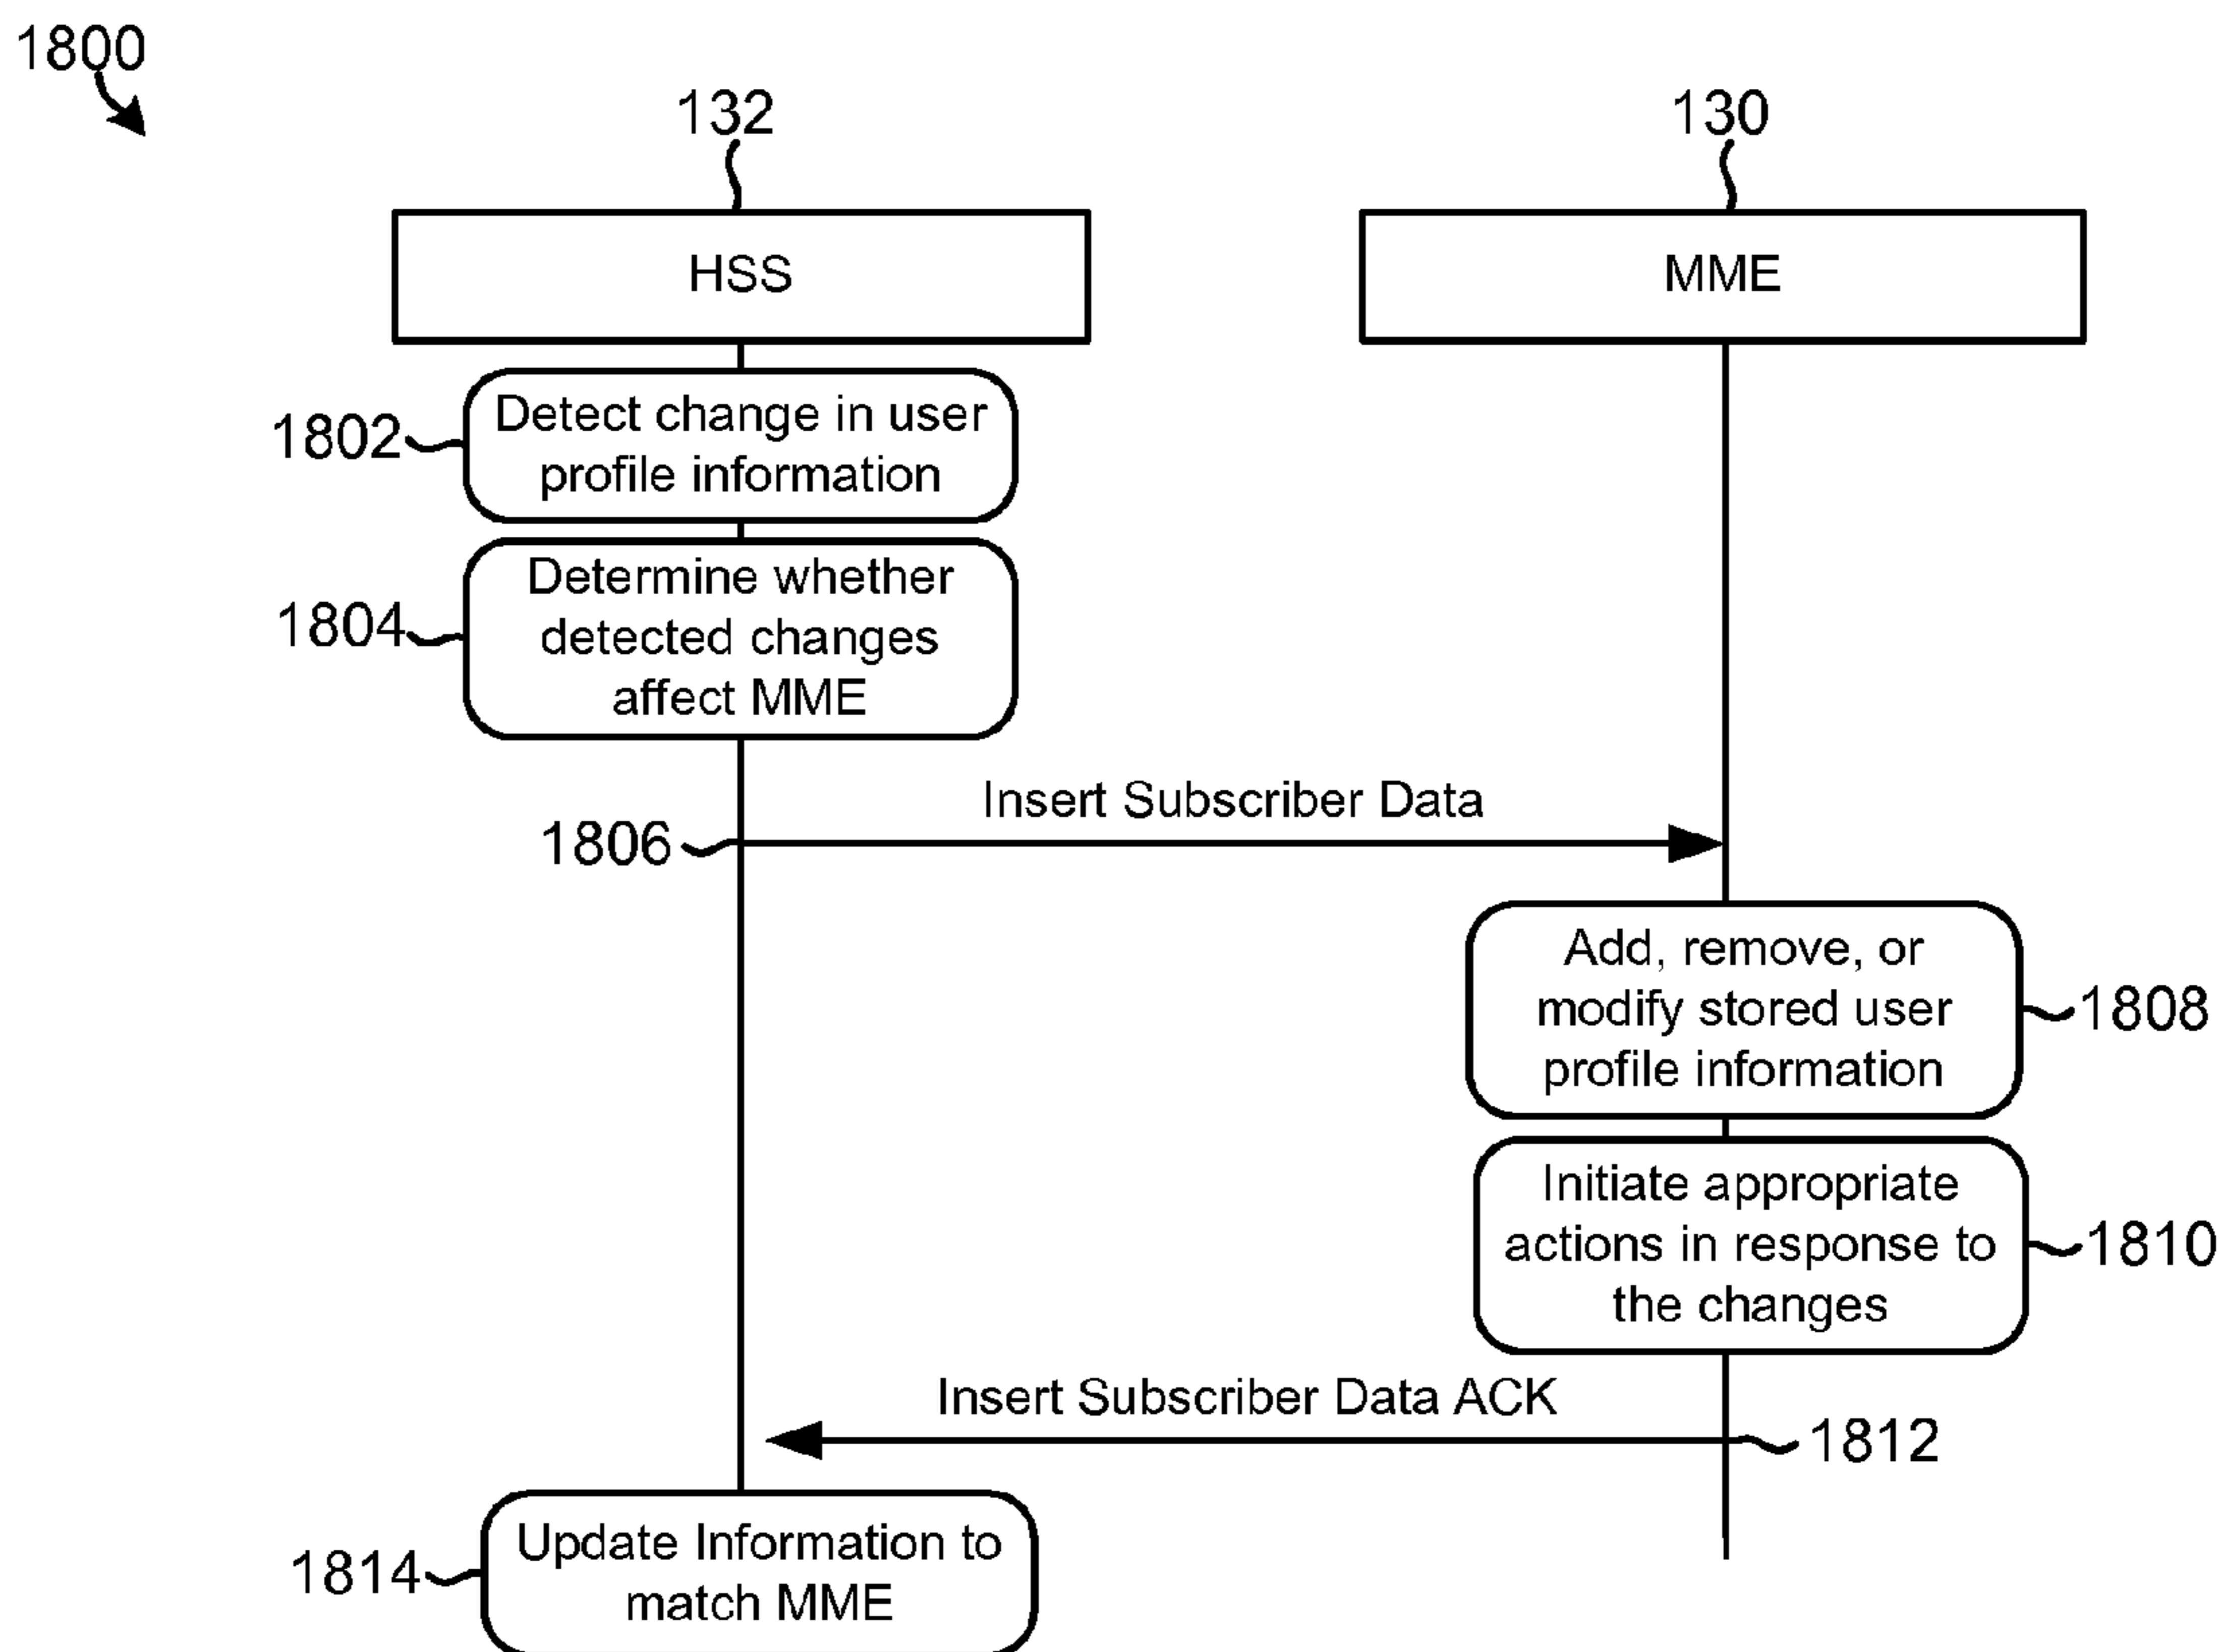 1800
132
130
HSS
MME
1802
Detect change in user
profile information
1804
Determine whether
detected changes
affect MME
Insert Subscriber Data
1806
Add, remove, or
modify stored user
profile information
1808
Initiate appropriate
actions in response to
the changes
1810
Insert Subscriber Data ACK
1812
1814
Update Information to
match MME